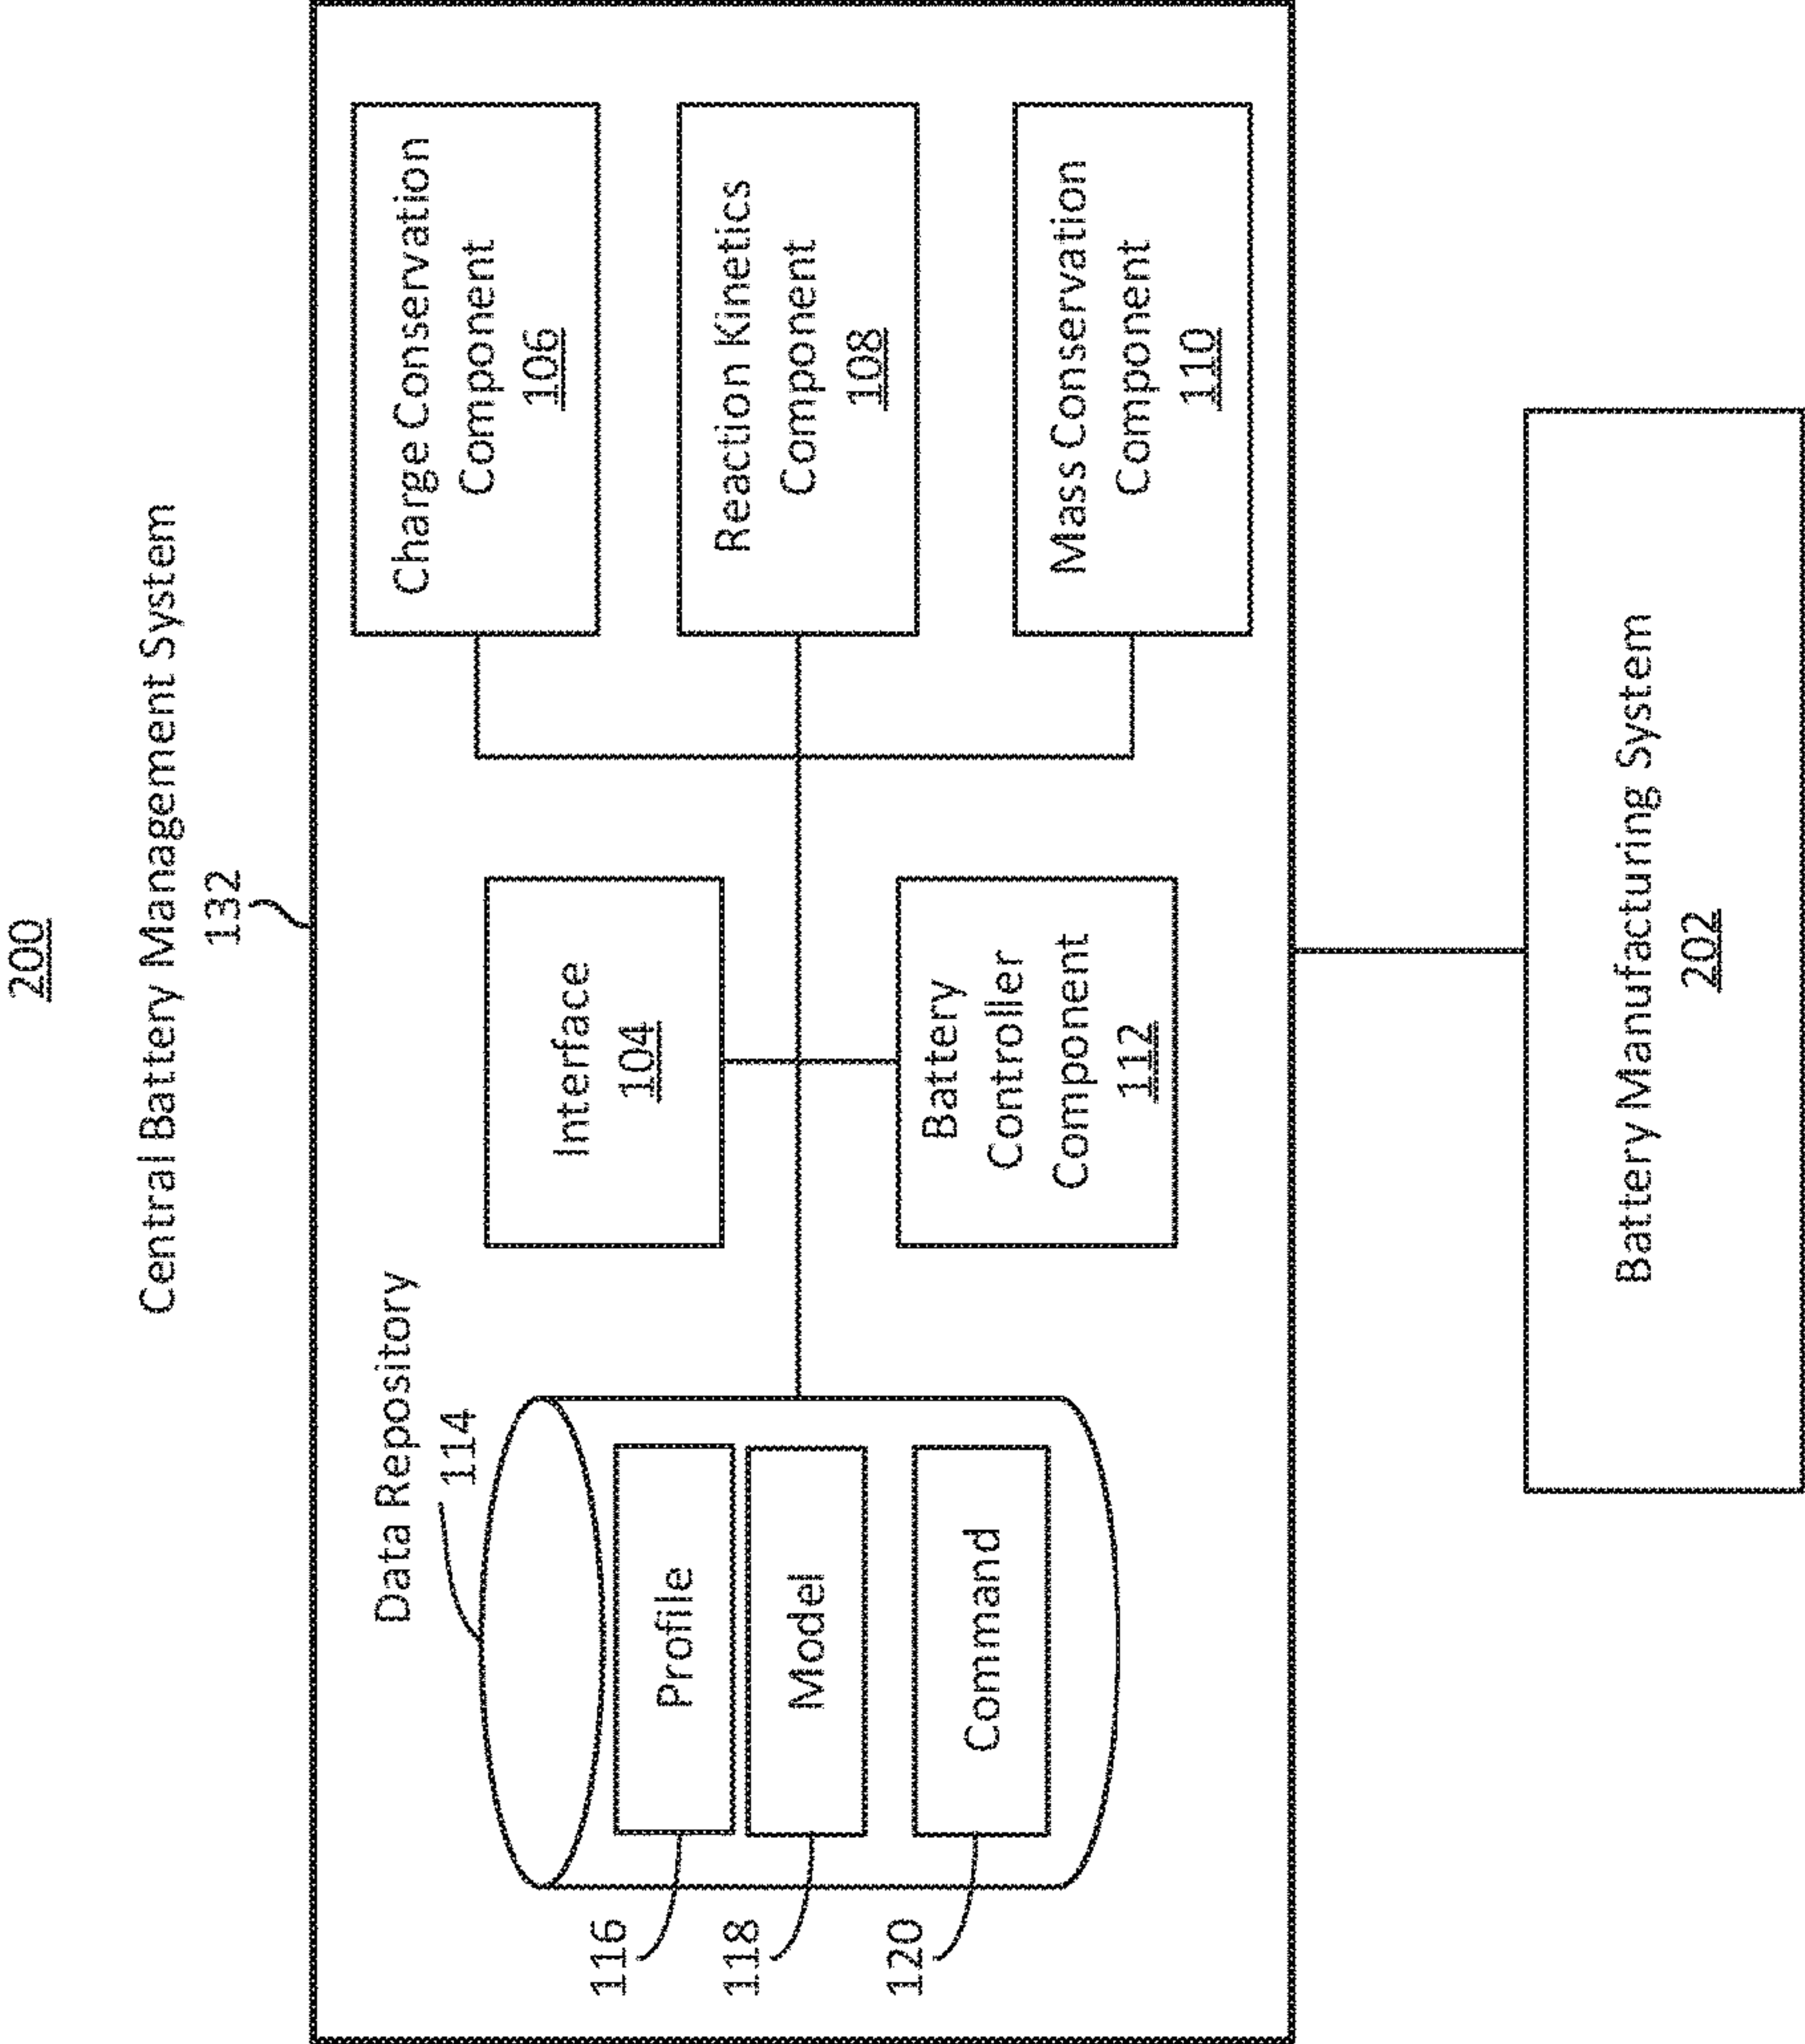 200
Central Battery Management System
132
Data Repository
114
Profile
116
Model
118
Command
120
Interface
104
Battery
Controller
Component
112
Charge Conservation
Component
106
Reaction Kinetics
Component
108
Mass Conservation
Component
110
Battery Manufacturing System
202